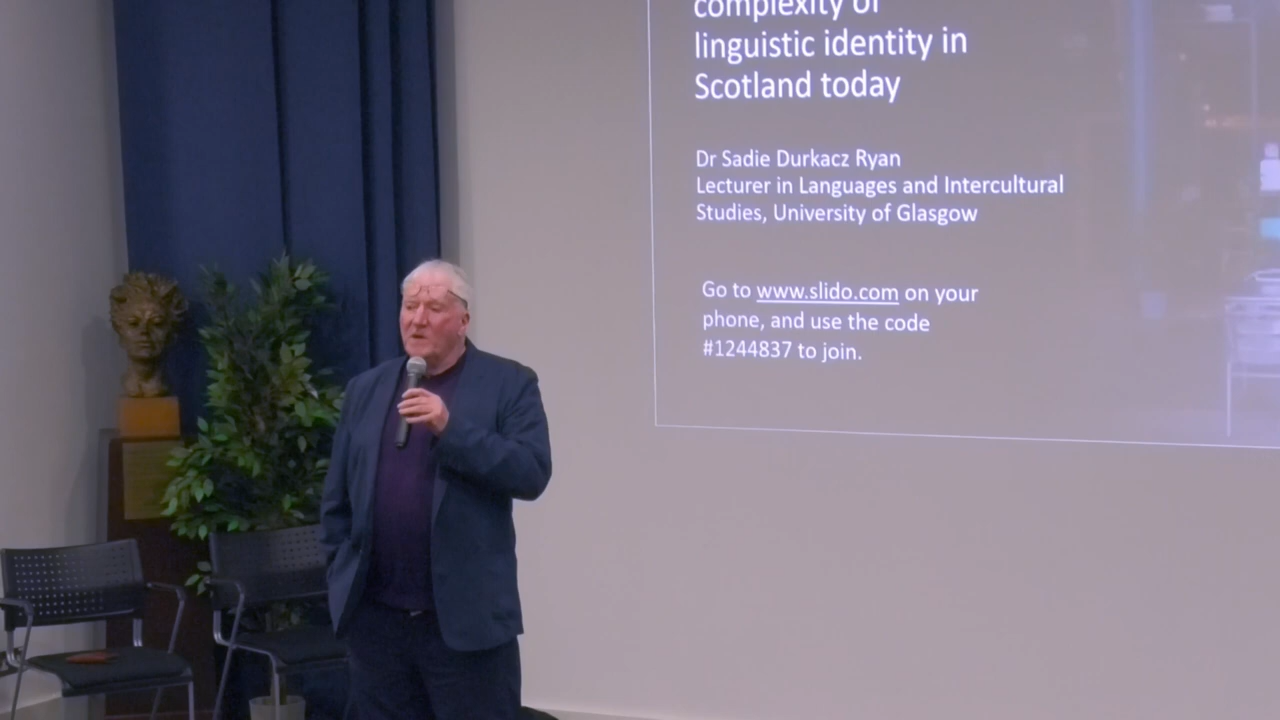 complexity of
linguistic identity in
Scotland today
Dr Sadie Durkacz Ryan
Lecturer in Languages and Intercultural
Studies, University of Glasgow
Go to www.slido.com on your
phone, and use the code
#1244837 to join.